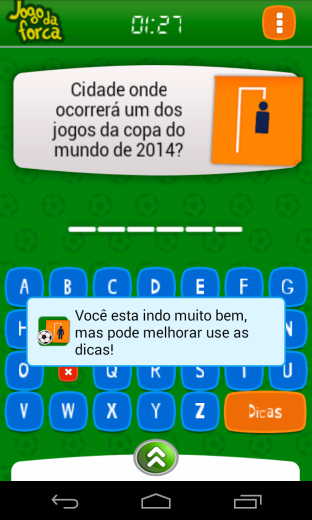 Jogo da
forca
01:27
Cidade onde
ocorrerá um dos
jogos da copa do
mundo de 2014?
A B C D E F G
H N
Você esta indo muito bem,
mas pode melhorar use as
dicas!
O Q R S T U
V W X Y Z Dicas